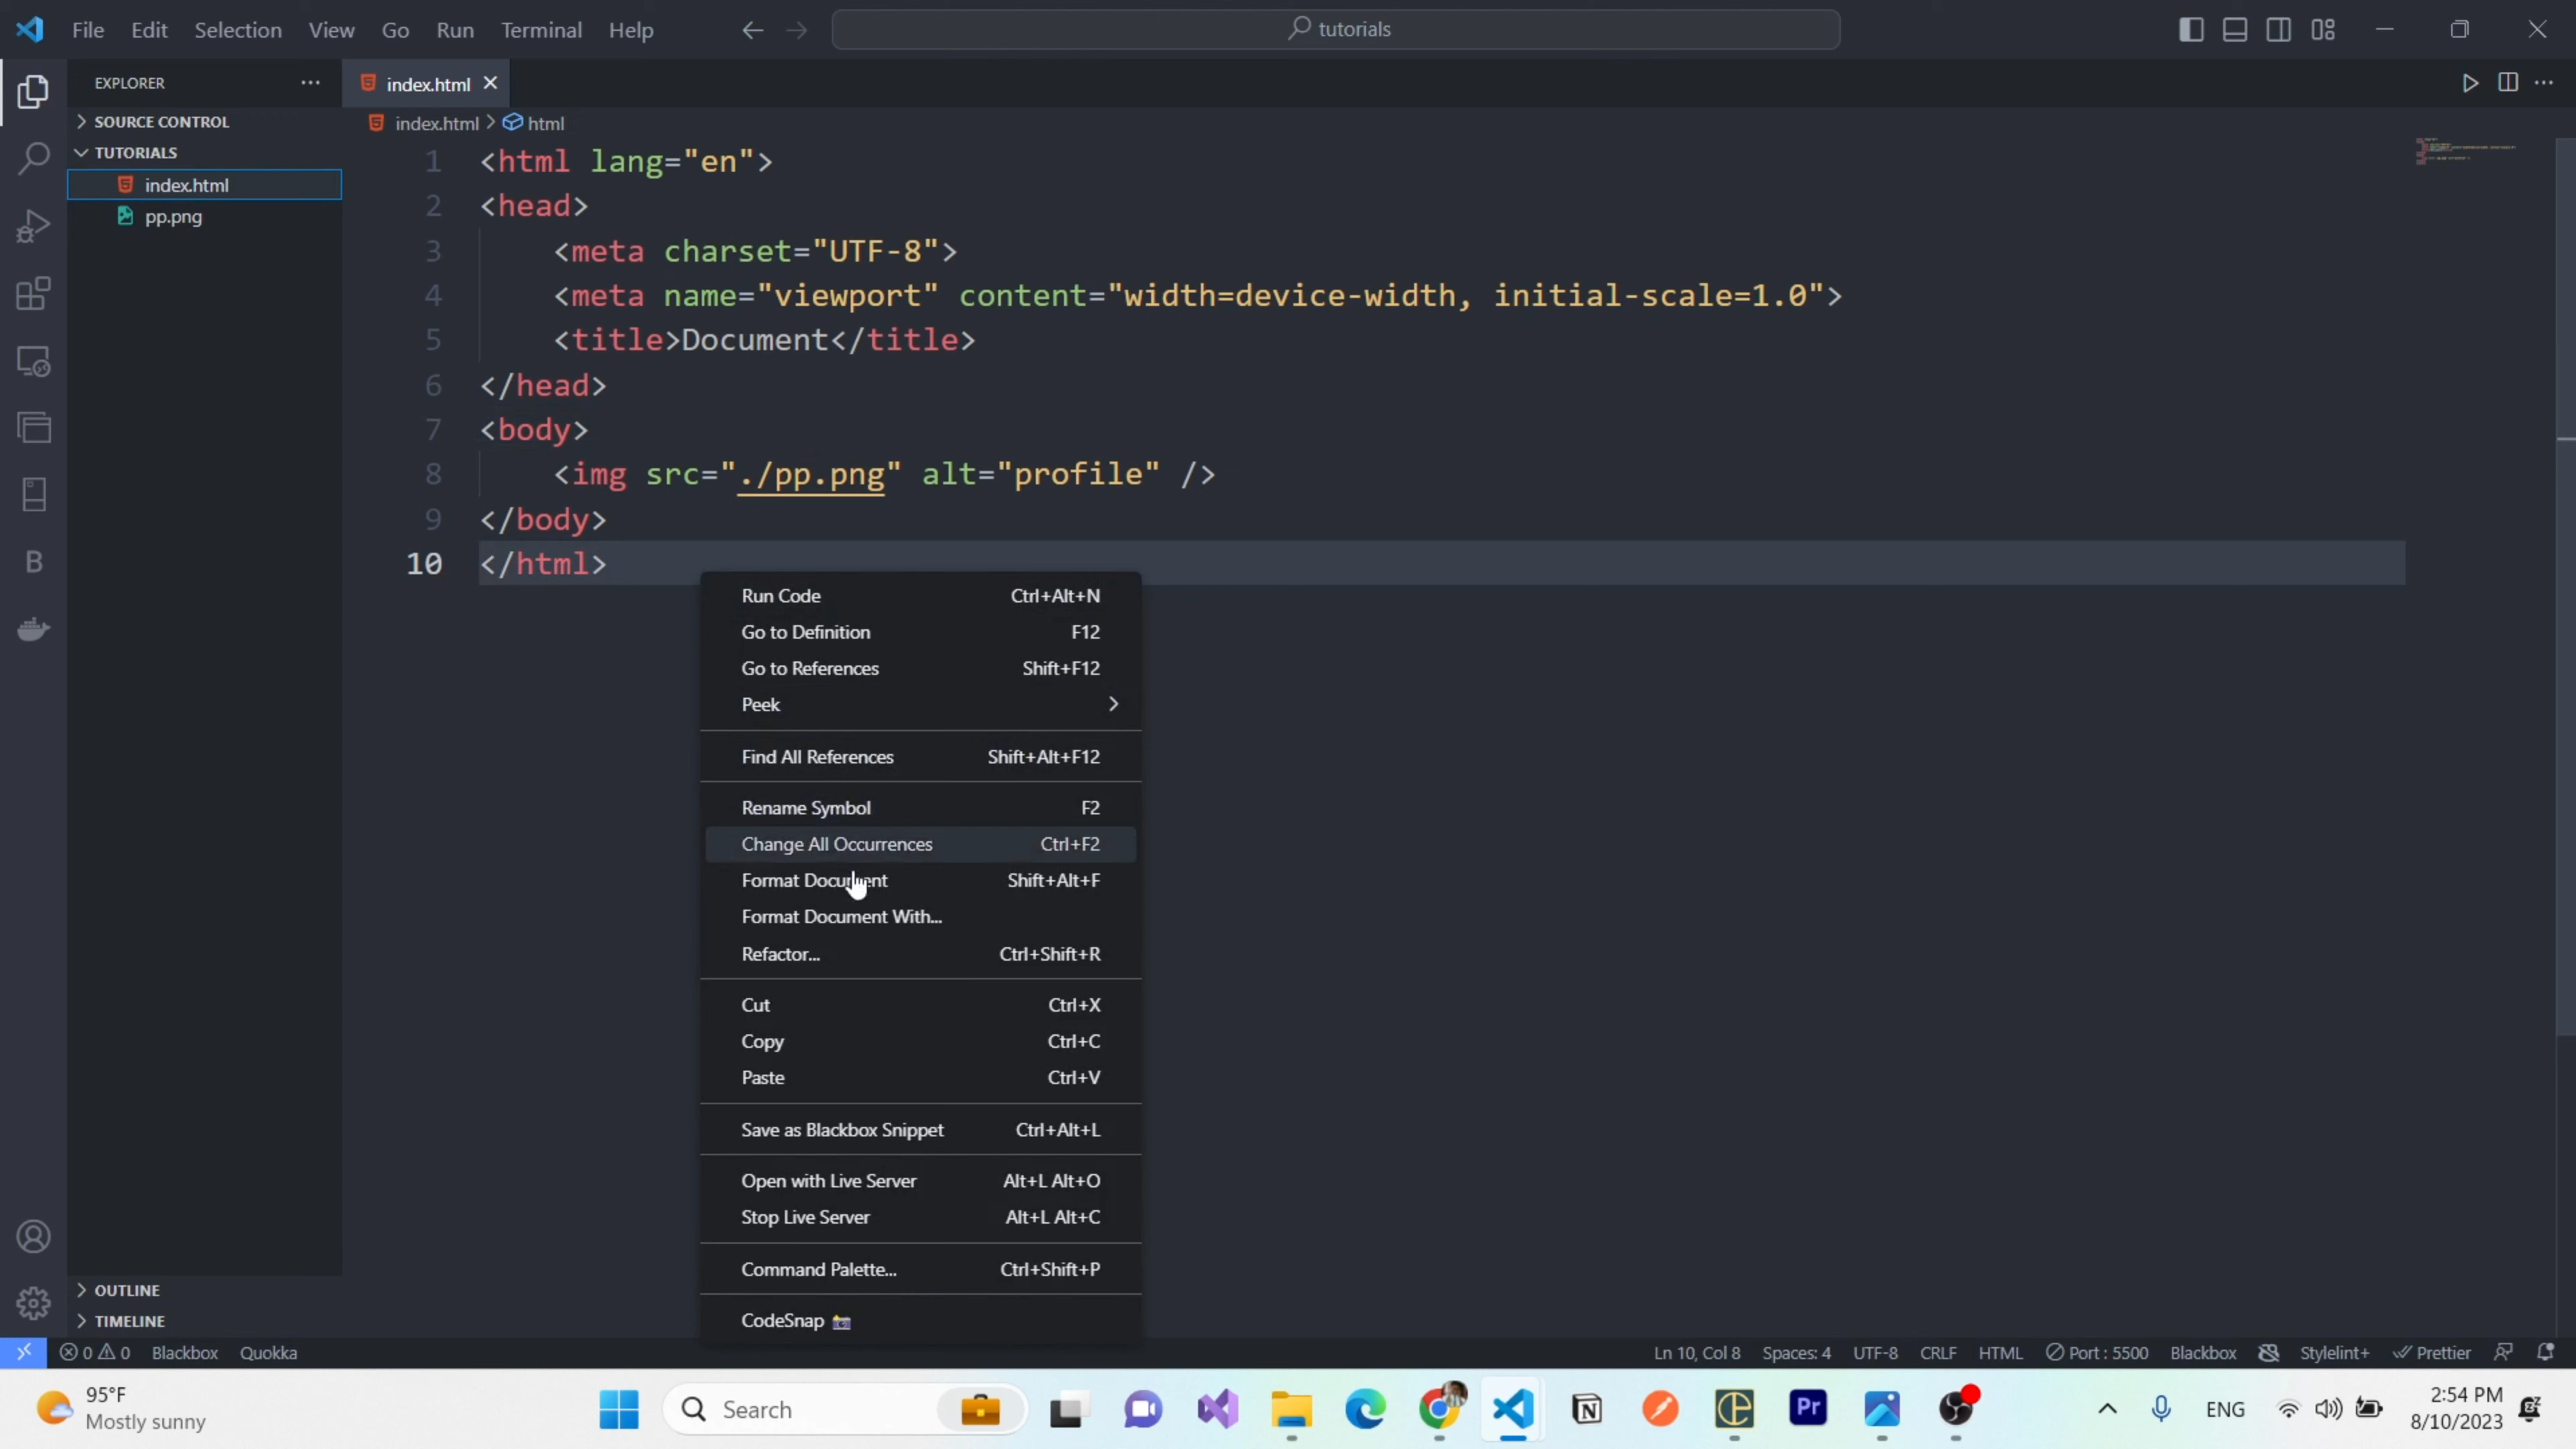 File Edit Selection View Go Run Terminal Help
tutorials
EXPLORER
index.html
SOURCE CONTROL
index.html > html
TUTORIALS
index.html
pp.png
1 <html lang="en">
2 <head>
3 <meta charset="UTF-8">
4 <meta name="viewport" content="width=device-width, initial-scale=1.0">
5 <title>Document</title>
6 </head>
7 <body>
8 <img src="./pp.png" alt="profile" />
9 </body>
10 </html>
Run Code Ctrl+Alt+N
Go to Definition F12
Go to References Shift+F12
Peek
Find All References Shift+Alt+F12
Rename Symbol F2
Change All Occurrences Ctrl+F2
Format Document Shift+Alt+F
Format Document With...
Refactor... Ctrl+Shift+R
Cut Ctrl+X
Copy Ctrl+C
Paste Ctrl+V
Save as Blackbox Snippet Ctrl+Alt+L
Open with Live Server Alt+L Alt+O
Stop Live Server Alt+L Alt+C
Command Palette... Ctrl+Shift+P
CodeSnap
OUTLINE
TIMELINE
0 0 Blackbox Quokka
Ln 10, Col 8 Spaces: 4 UTF-8 CRLF HTML Port : 5500 Blackbox Stylelint+ Prettier
95°F
Mostly sunny
Search
Pr
ENG
2:54 PM
8/10/2023